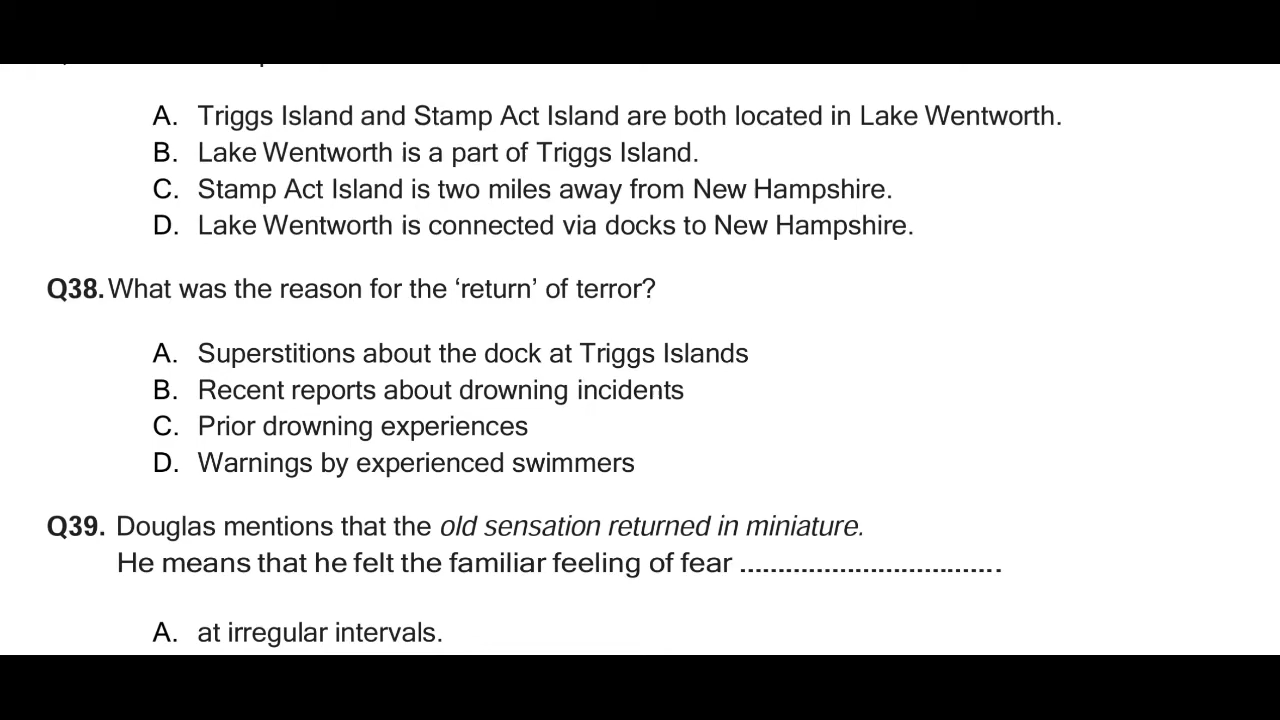 A. Triggs Island and Stamp Act Island are both located in Lake Wentworth.
B. Lake Wentworth is a part of Triggs Island.
C. Stamp Act Island is two miles away from New Hampshire.
D. Lake Wentworth is connected via docks to New Hampshire.
Q38. What was the reason for the ‘return’ of terror?
A. Superstitions about the dock at Triggs Islands
B. Recent reports about drowning incidents
C. Prior drowning experiences
D. Warnings by experienced swimmers
Q39. Douglas mentions that the old sensation returned in miniature.
He means that he felt the familiar feeling of fear ..................................
A. at irregular intervals.